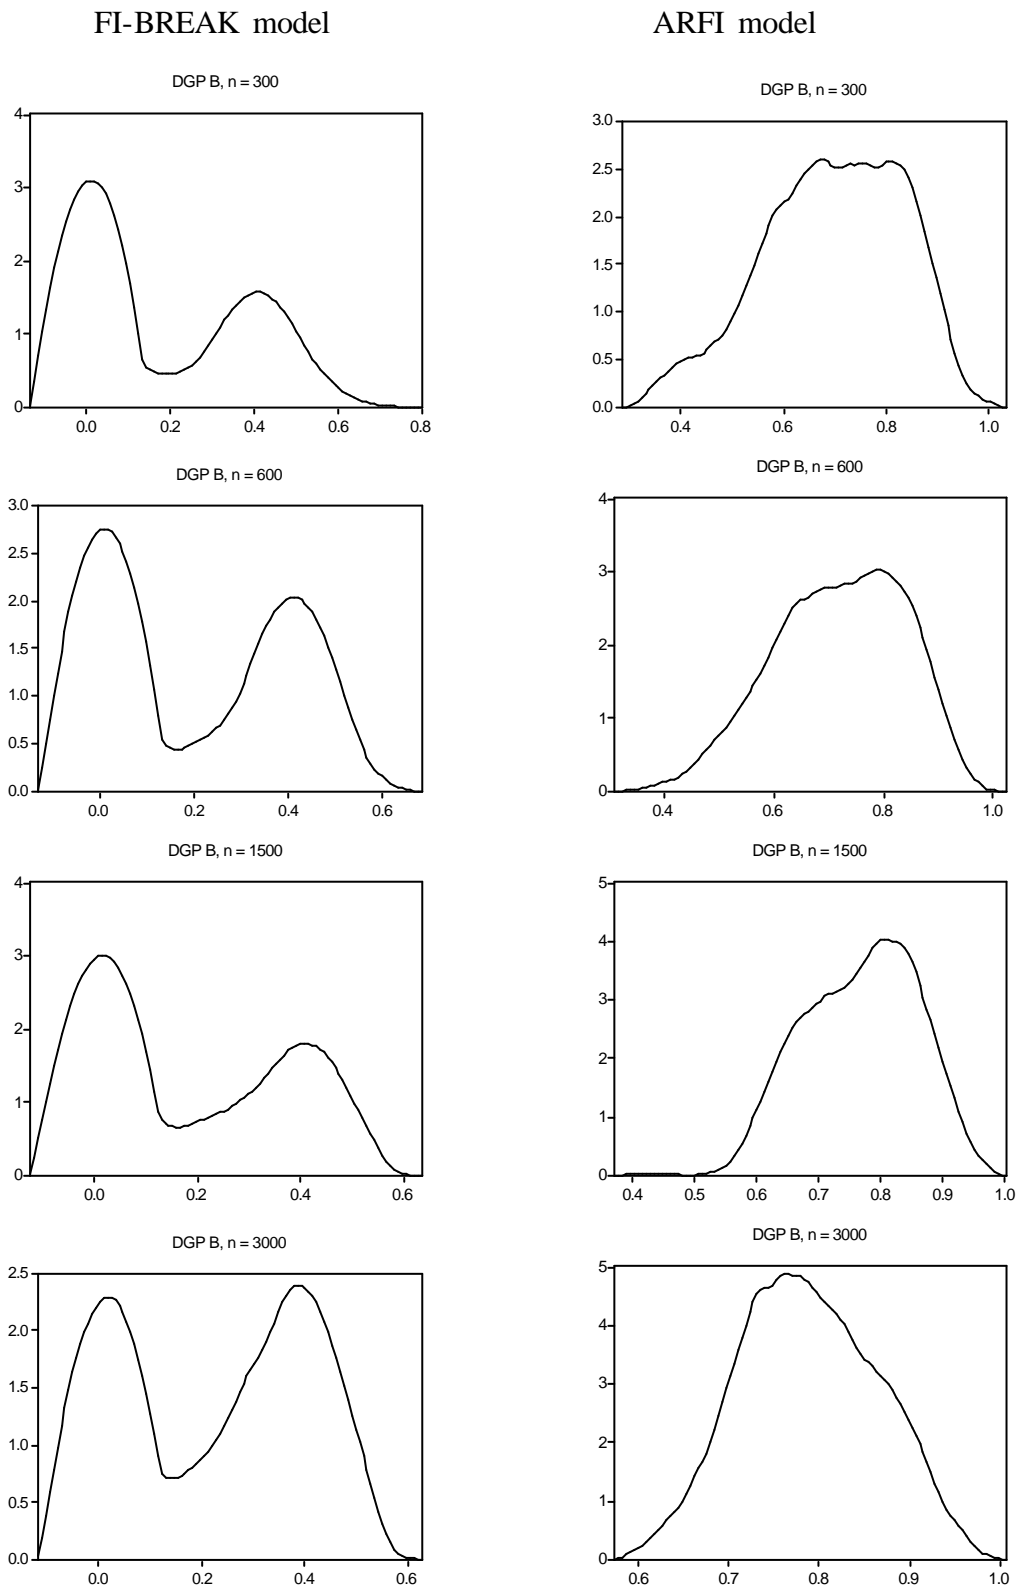 FI-BREAK model
ARFI model
DGP B, n = 300
4
3
2
1
0
0.0 0.2 0.4 0.6 0.8
DGP B, n = 300
3.0
2.5
2.0
1.5
1.0
0.5
0.0
0.4 0.6 0.8 1.0
DGP B, n = 600
3.0
2.5
2.0
1.5
1.0
0.5
0.0
0.0 0.2 0.4 0.6
DGP B, n = 600
4
3
2
1
0
0.4 0.6 0.8 1.0
DGP B, n = 1500
4
3
2
1
0
0.0 0.2 0.4 0.6
DGP B, n = 1500
5
4
3
2
1
0
0.4 0.5 0.6 0.7 0.8 0.9 1.0
DGP B, n = 3000
2.5
2.0
1.5
1.0
0.5
0.0
0.0 0.2 0.4 0.6
DGP B, n = 3000
5
4
3
2
1
0
0.6 0.7 0.8 0.9 1.0